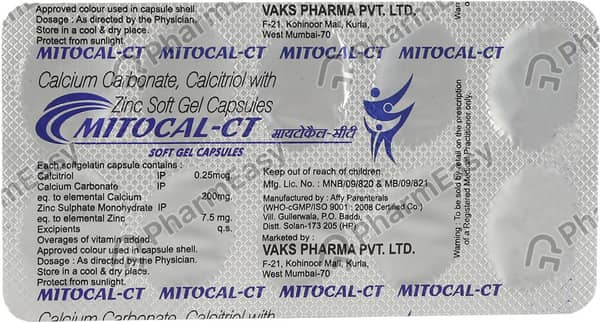 Approved colour used in capsule shell.
Dosage : As directed by the Physician.
Store in a cool & dry place.
Protect from sunlight.
VAKS PHARMA PVT. LTD.
F-21, Kohinoor Mall, Kurla,
West Mumbai-70
MITOCAL-CT MITOCAL-CT MITOCAL-CT MITOCAL-CT
Calcium Carbonate, Calcitriol with
Zinc Soft Gel Capsules
MITOCAL-CT मायटोकैल-सीटी
SOFT GEL CAPSULES
Each softgelatin capsule contains :
Calcitriol IP 0.25mcg
Calcium Carbonate IP
eq. to elemental Calcium 200mg.
Zinc Sulphate Monohydrate IP
eq. to elemental Zinc 7.5 mg.
Excipients q.s.
Overages of vitamin added.
Approved colour used in capsule shell.
Dosage : As directed by the Physician.
Store in a cool & dry place.
Protect from sunlight.
Keep out of reach of children
Mfg. Lic. No. : MNB/09/820 & MB/09/821
Manufactured by : Affy Parenterals
(WHO-cGMP/ISO 9001 : 2008 Certified Co.)
Vill. Gullerwala, P.O. Baddi,
Distt. Solan-173 205 (HP)
Marketed by :
VAKS PHARMA PVT. LTD.
F-21, Kohinoor Mall, Kurla,
West Mumbai-70
Warning : To be sold by retail on the prescription
of a Registered Medical Practitioner only.
MITOCAL-CT MITOCAL-CT MITOCAL-CT MITOCAL-CT
Calcium Carbonate, Calcitriol with
PharmEasy
PharmEasy
PharmEasy